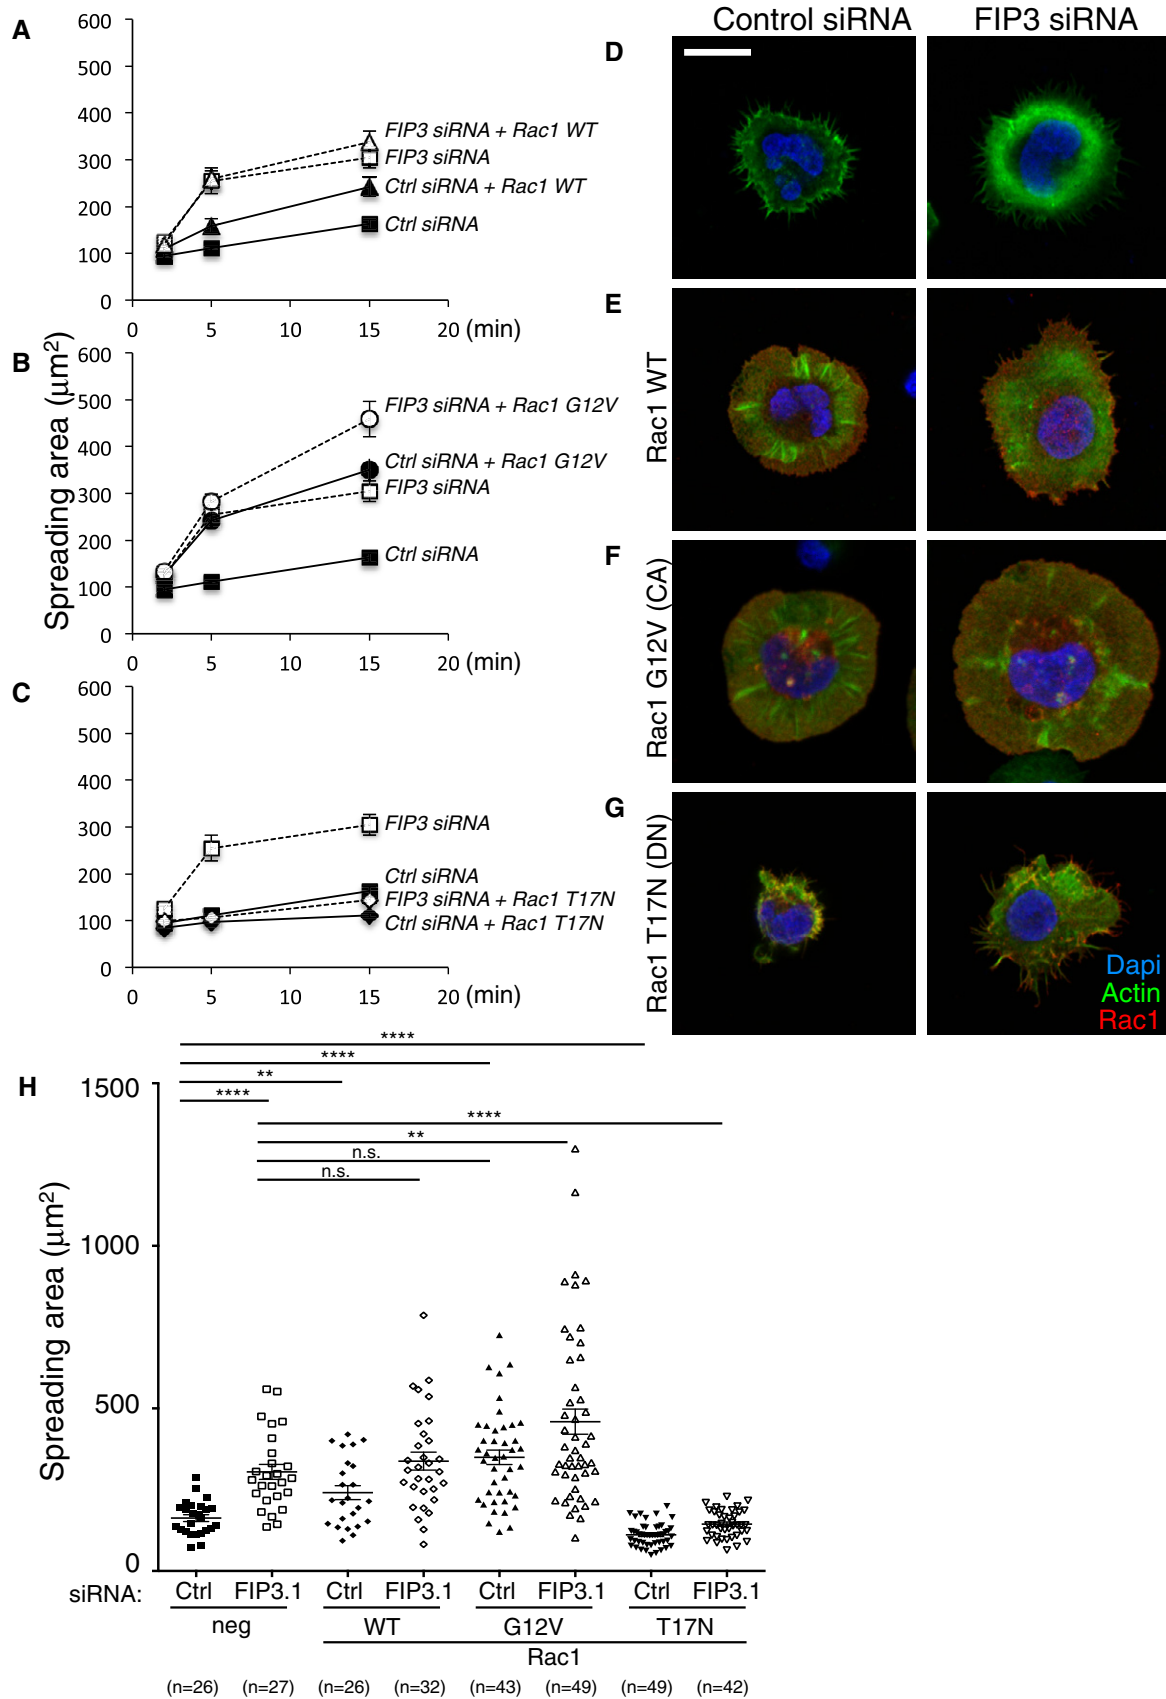 A
600
500
400
300
200
100
0
0 5 10 15 20 (min)
FIP3 siRNA + Rac1 WT
FIP3 siRNA
Ctrl siRNA + Rac1 WT
Ctrl siRNA
Spreading area (μm²)
B
600
500
400
300
200
100
0
0 5 10 15 20 (min)
FIP3 siRNA + Rac1 G12V
Ctrl siRNA + Rac1 G12V
FIP3 siRNA
Ctrl siRNA
C
600
500
400
300
200
100
0
0 5 10 15 20 (min)
FIP3 siRNA
Ctrl siRNA
FIP3 siRNA + Rac1 T17N
Ctrl siRNA + Rac1 T17N
Control siRNA FIP3 siRNA
D
E
Rac1 WT
F
Rac1 G12V (CA)
G
Rac1 T17N (DN)
Dapi
Actin
Rac1
H
****
****
**
****
****
**
n.s.
n.s.
Spreading area (μm²)
1500
1000
500
0
siRNA: Ctrl FIP3.1 Ctrl FIP3.1 Ctrl FIP3.1 Ctrl FIP3.1
neg WT G12V T17N
Rac1
(n=26) (n=27) (n=26) (n=32) (n=43) (n=49) (n=49) (n=42)